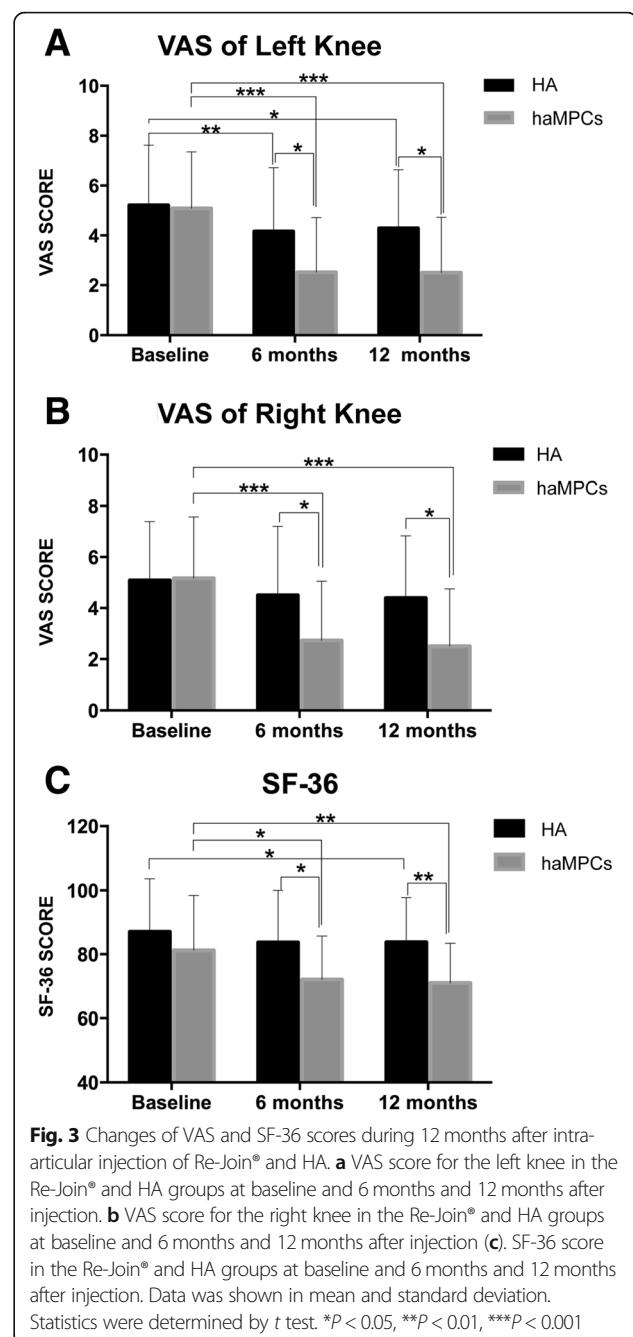 A
VAS of Left Knee
10
8
6
4
2
0
VAS SCORE
***
***
*
**
*
*
HA
haMPCs
Baseline 6 months 12 months
B
VAS of Right Knee
10
8
6
4
2
0
VAS SCORE
***
***
*
*
HA
haMPCs
Baseline 6 months 12 months
C
SF-36
120
100
80
60
40
SF-36 SCORE
**
*
*
*
**
HA
haMPCs
Baseline 6 months 12 months
Fig. 3 Changes of VAS and SF-36 scores during 12 months after intra-
articular injection of Re-Join® and HA. a VAS score for the left knee in the
Re-Join® and HA groups at baseline and 6 months and 12 months after
injection. b VAS score for the right knee in the Re-Join® and HA groups
at baseline and 6 months and 12 months after injection (c). SF-36 score
in the Re-Join® and HA groups at baseline and 6 months and 12 months
after injection. Data was shown in mean and standard deviation.
Statistics were determined by t test. *P < 0.05, **P < 0.01, ***P < 0.001